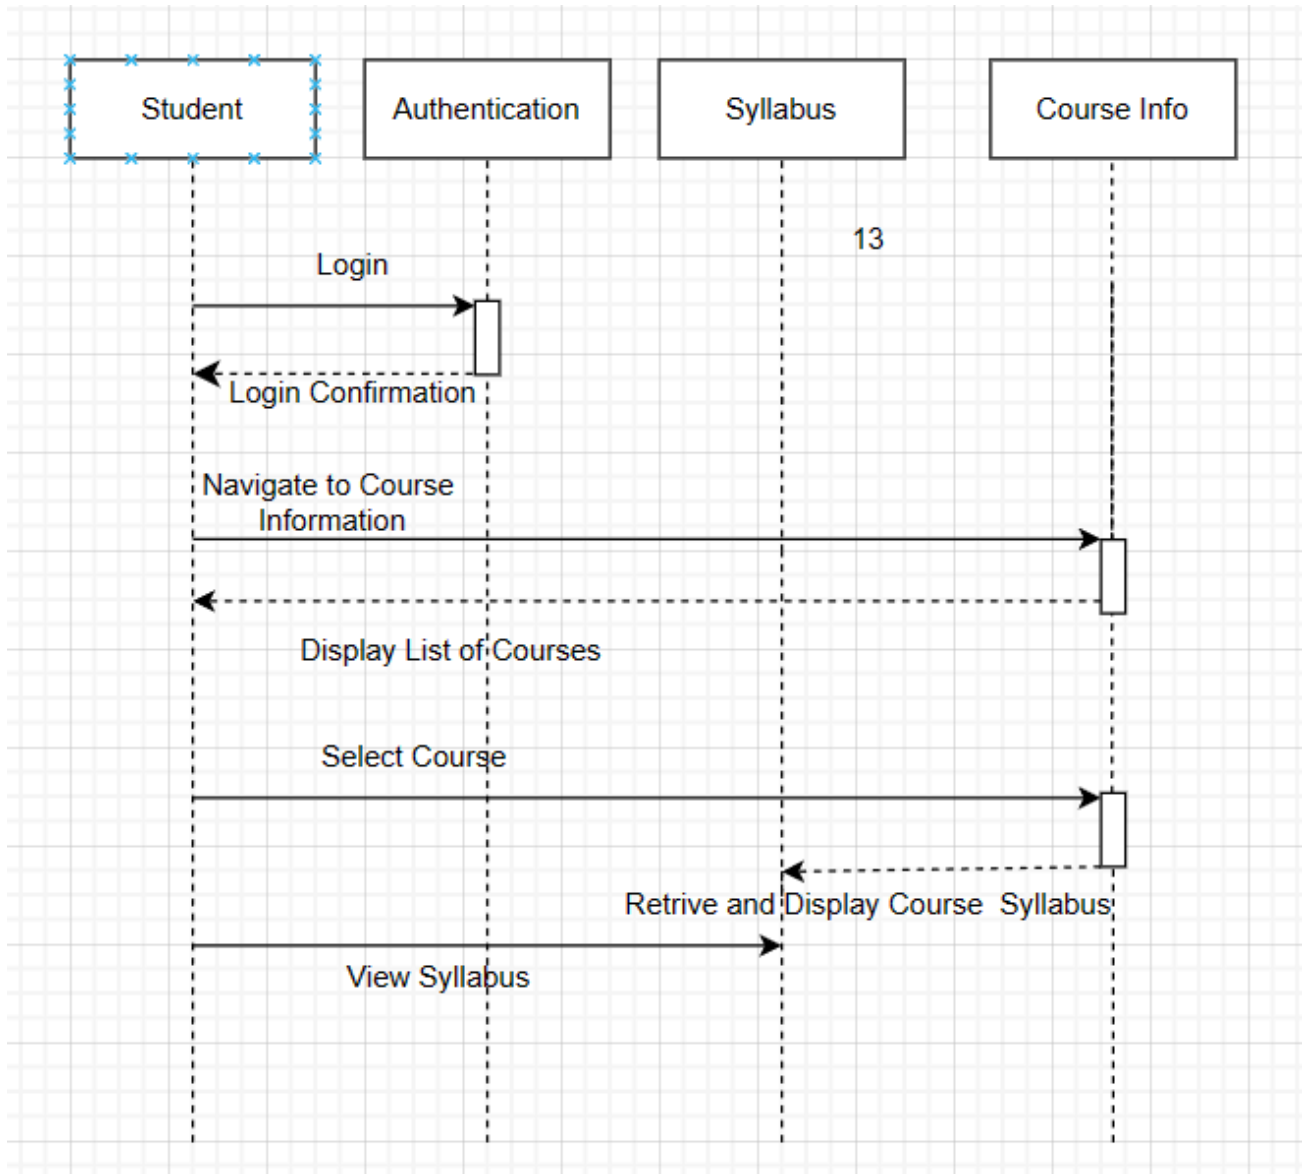 Student
Authentication
Syllabus
Course Info
13
Login
Login Confirmation
Navigate to Course
Information
Display List of Courses
Select Course
Retrive and Display Course  Syllabus
View Syllabus